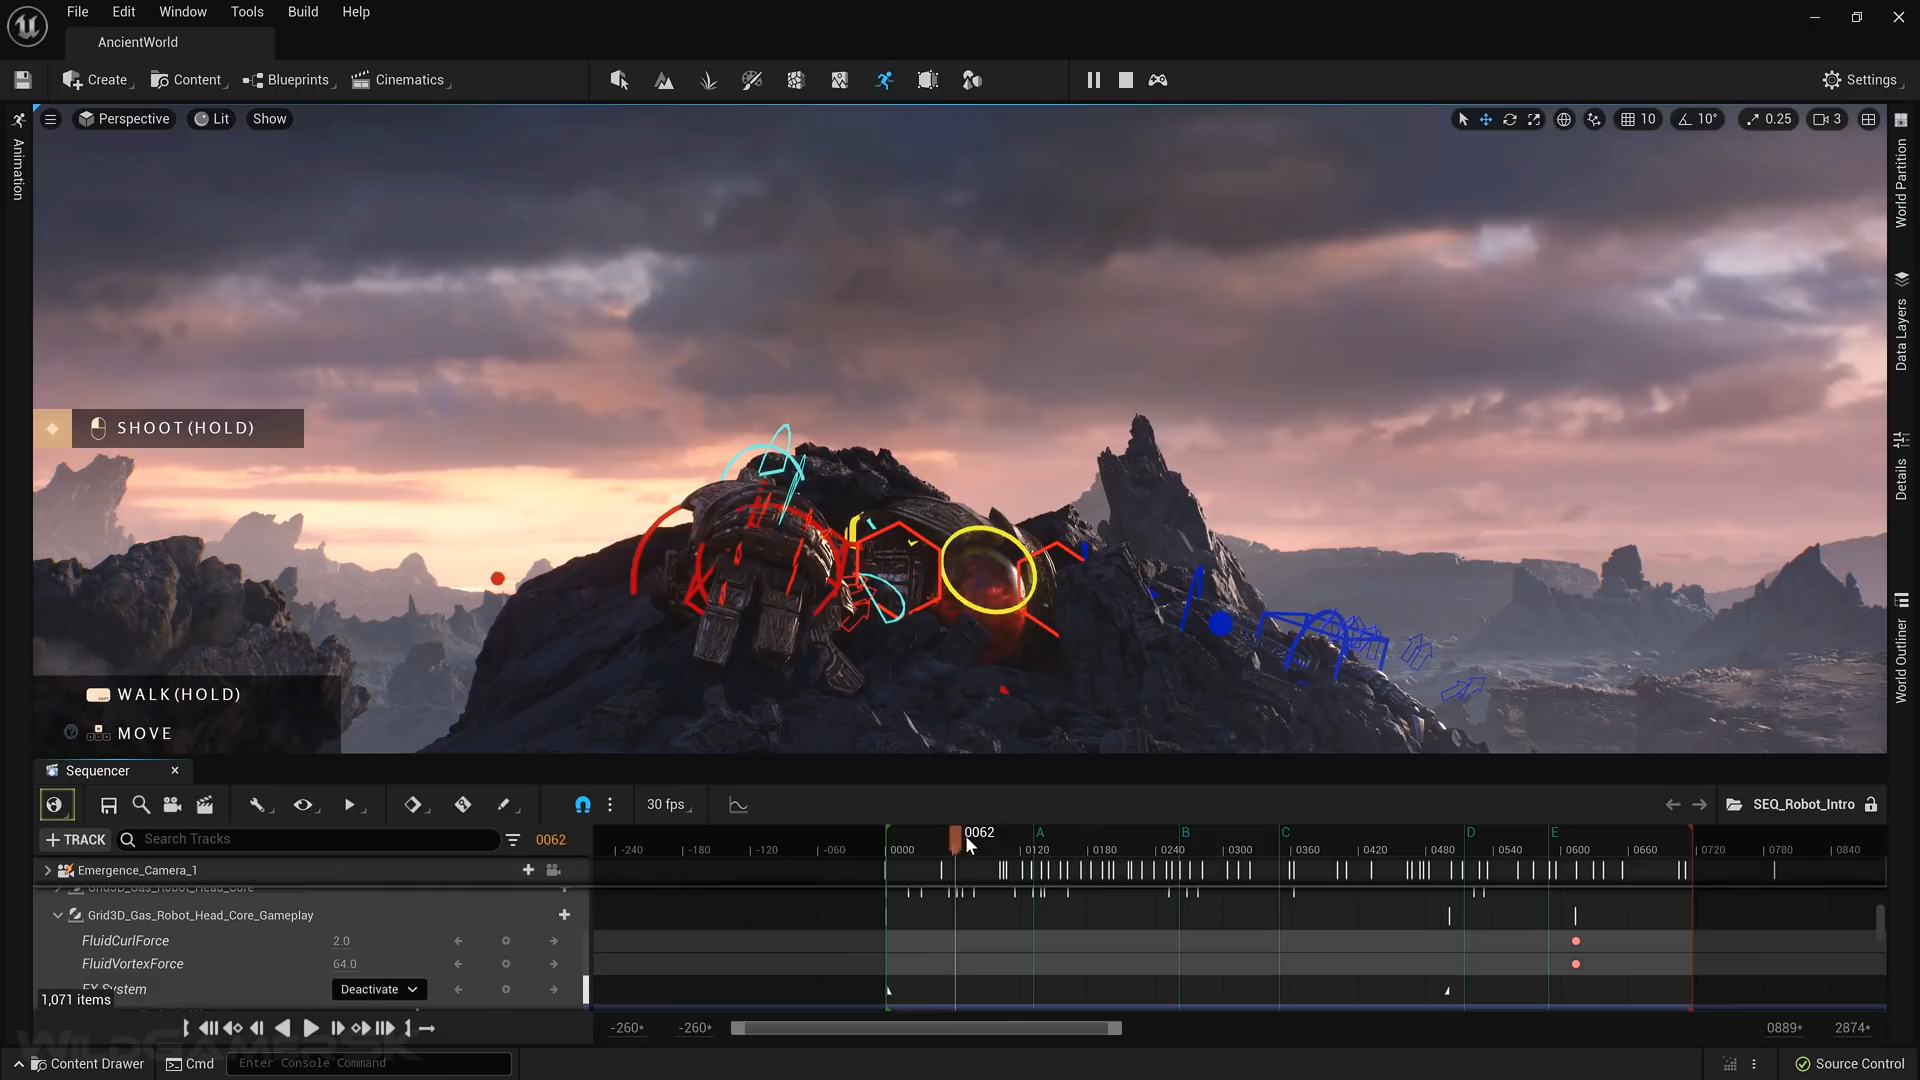 File Edit Window Tools Build Help
AncientWorld
Create Content Blueprints Cinematics Settings
Perspective Lit Show 10 10° 0.25 3
Animation
World Partition
Data Layers
Details
World Outliner
SHOOT(HOLD)
WALK(HOLD)
MOVE
Sequencer
30 fps SEQ_Robot_Intro
+ TRACK Search Tracks 0062
0062 A B C D E
-240 -180 -120 -060 0000 0120 0180 0240 0300 0360 0420 0480 0540 0600 0660 0720 0780 0840
Emergence_Camera_1
Grid3D_Gas_Robot_Head_Core
Grid3D_Gas_Robot_Head_Core_Gameplay
FluidCurlForce 2.0
FluidVortexForce 64.0
FX System Deactivate
1,071 items
-260* -260* 0889* 2874*
Content Drawer Cmd Enter Console Command Source Control